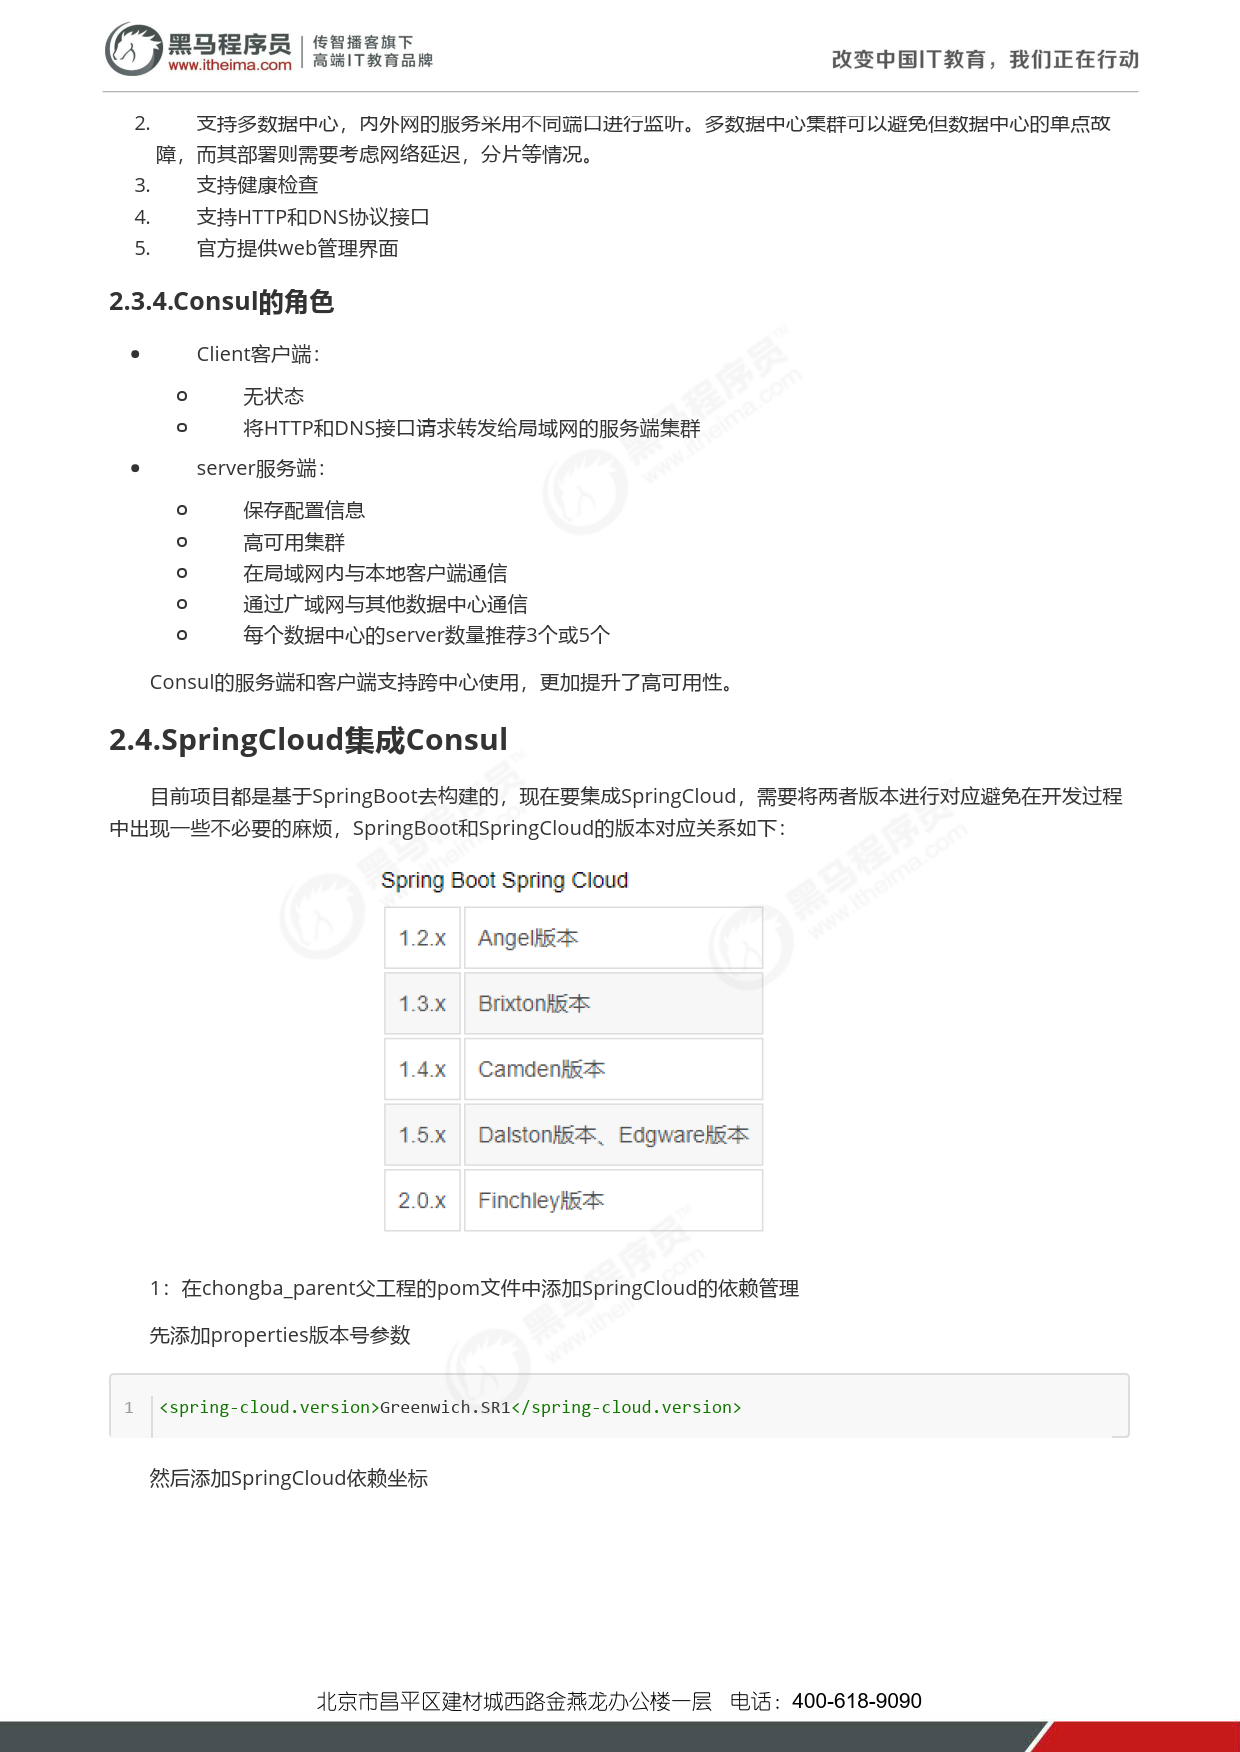 黑马程序员
www.itheima.com
传智播客旗下
高端IT教育品牌
改变中国IT教育，我们正在行动
2. 支持多数据中心，内外网的服务采用不同端口进行监听。多数据中心集群可以避免但数据中心的单点故
障，而其部署则需要考虑网络延迟，分片等情况。
3. 支持健康检查
4. 支持HTTP和DNS协议接口
5. 官方提供web管理界面
2.3.4.Consul的角色
Client客户端：
无状态
将HTTP和DNS接口请求转发给局域网的服务端集群
server服务端：
保存配置信息
高可用集群
在局域网内与本地客户端通信
通过广域网与其他数据中心通信
每个数据中心的server数量推荐3个或5个
Consul的服务端和客户端支持跨中心使用，更加提升了高可用性。
2.4.SpringCloud集成Consul
目前项目都是基于SpringBoot去构建的，现在要集成SpringCloud，需要将两者版本进行对应避免在开发过程
中出现一些不必要的麻烦，SpringBoot和SpringCloud的版本对应关系如下：
Spring Boot Spring Cloud
1.2.x Angel版本
1.3.x Brixton版本
1.4.x Camden版本
1.5.x Dalston版本、Edgware版本
2.0.x Finchley版本
1：在chongba_parent父工程的pom文件中添加SpringCloud的依赖管理
先添加properties版本号参数
1 <spring-cloud.version>Greenwich.SR1</spring-cloud.version>
然后添加SpringCloud依赖坐标
北京市昌平区建材城西路金燕龙办公楼一层 电话：400-618-9090